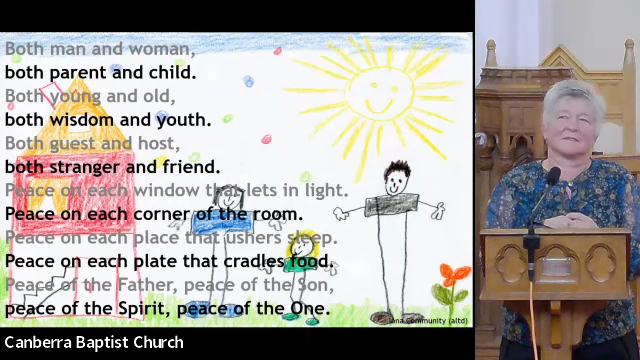 Both man and woman,
both parent and child.
Both young and old,
both wisdom and youth.
Both guest and host,
both stranger and friend.
Peace on each window that lets in light.
Peace on each corner of the room.
Peace on each place that ushers sleep.
Peace on each plate that cradles food.
Peace of the Father, peace of the Son,
peace of the Spirit, peace of the One.
Iona Community (altd)
Canberra Baptist Church